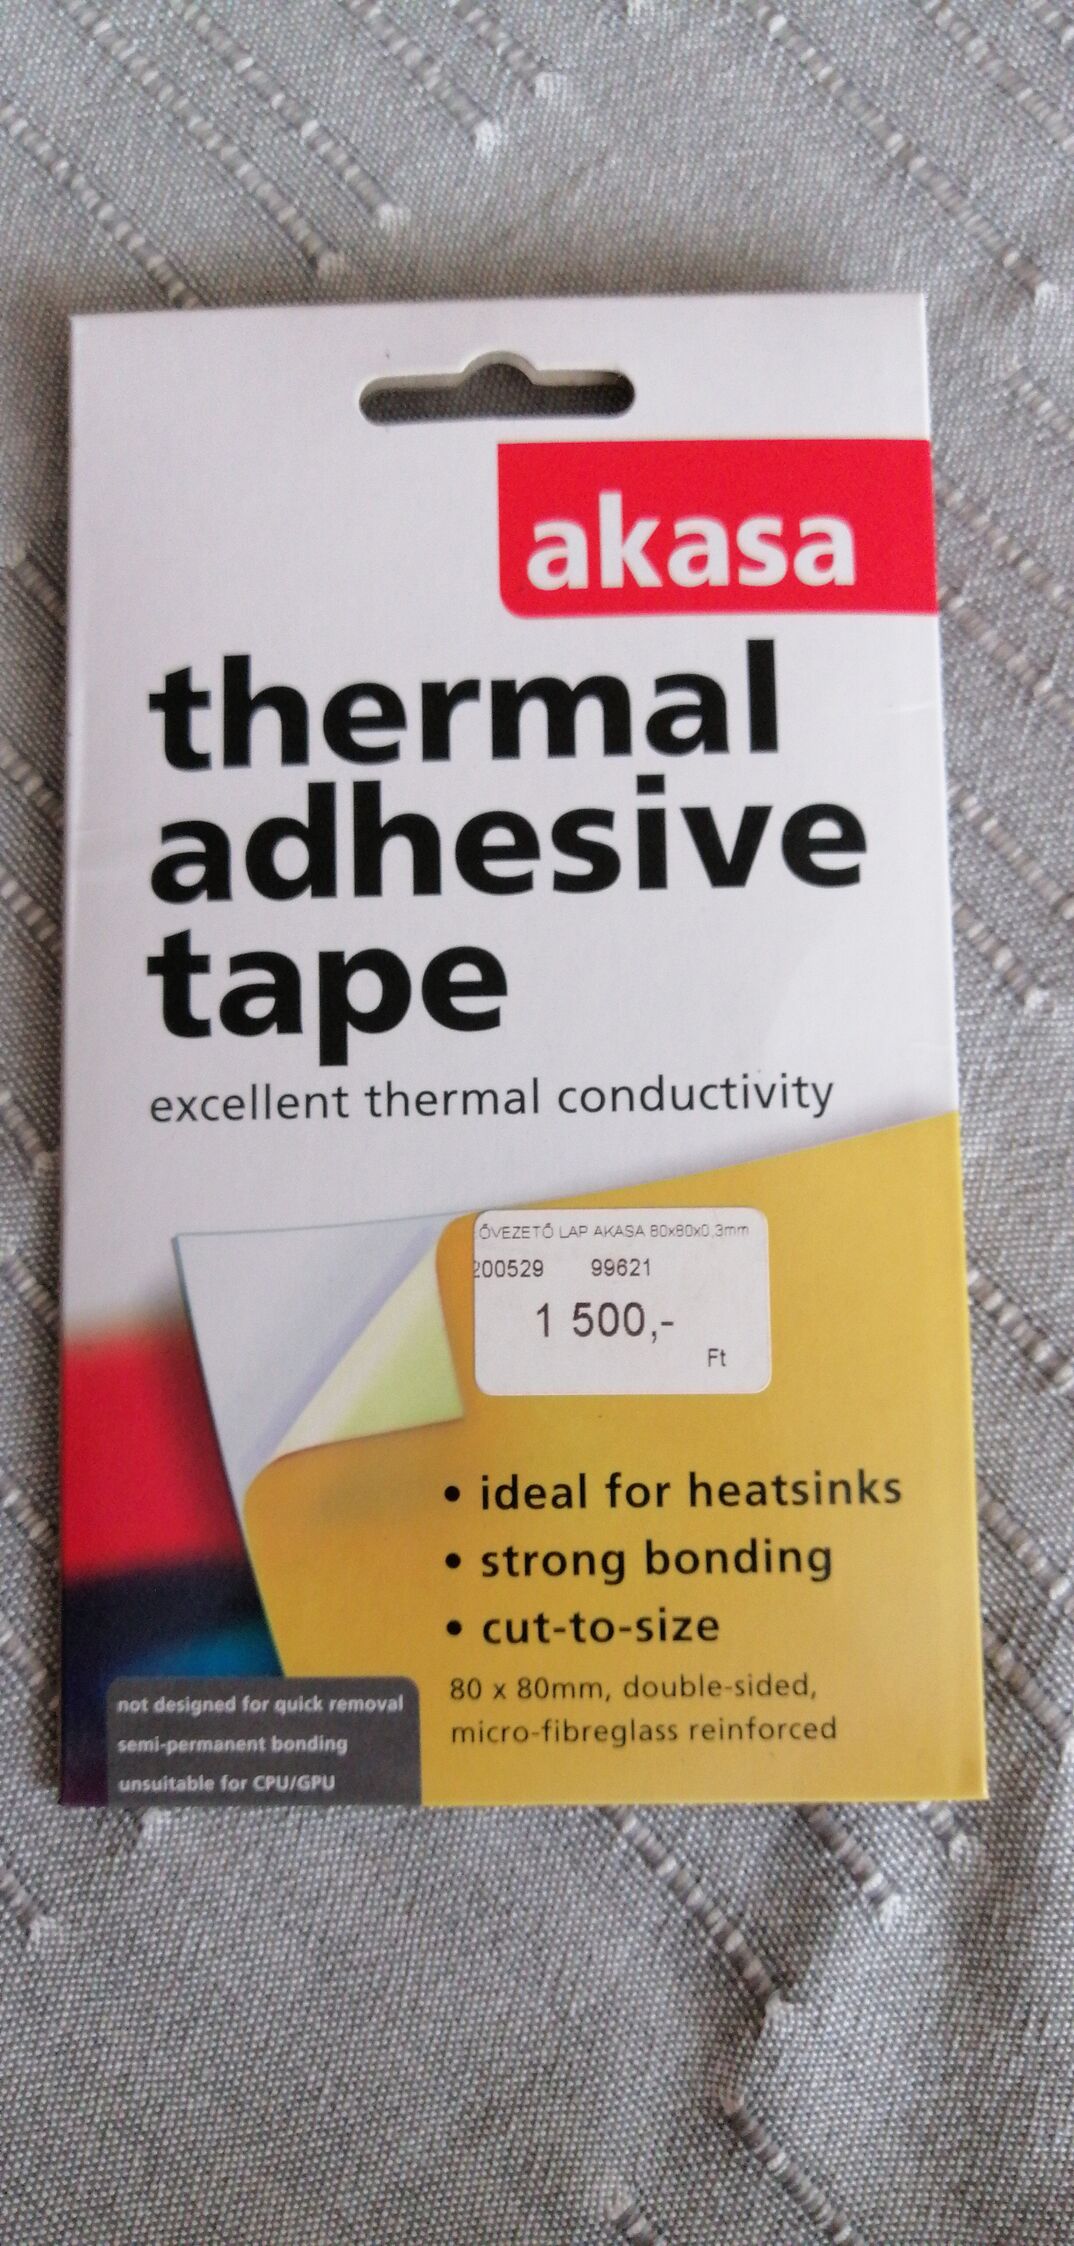 akasa
thermal
adhesive
tape
excellent thermal conductivity
ŐVEZETŐ LAP AKASA 80x80x0,3mm
200529 99621
1 500,-
Ft
• ideal for heatsinks
• strong bonding
• cut-to-size
80 x 80mm, double-sided,
micro-fibreglass reinforced
not designed for quick removal
semi-permanent bonding
unsuitable for CPU/GPU